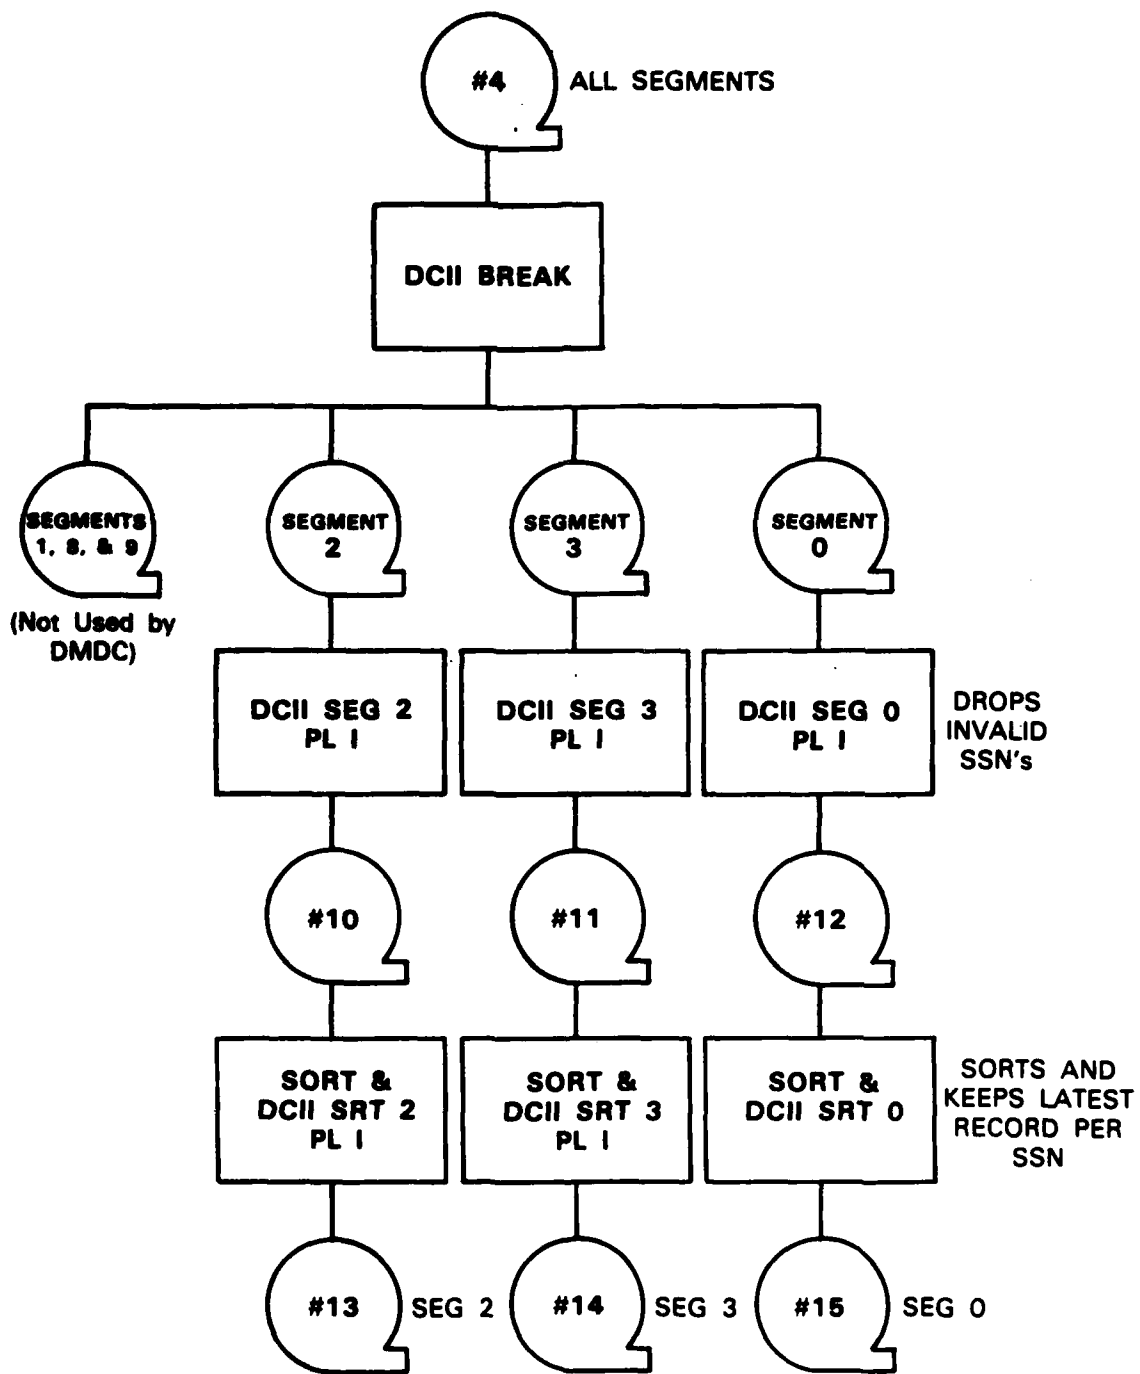 #4
ALL SEGMENTS
DCII BREAK
SEGMENTS
1, 8, & 9
(Not Used by
DMDC)
SEGMENT
2
SEGMENT
3
SEGMENT
0
DCII SEG 2
PL I
DCII SEG 3
PL I
DCII SEG 0
PL I
DROPS
INVALID
SSN's
#10
#11
#12
SORT &
DCII SRT 2
PL I
SORT &
DCII SRT 3
PL I
SORT &
DCII SRT 0
SORTS AND
KEEPS LATEST
RECORD PER
SSN
#13
SEG 2
#14
SEG 3
#15
SEG 0